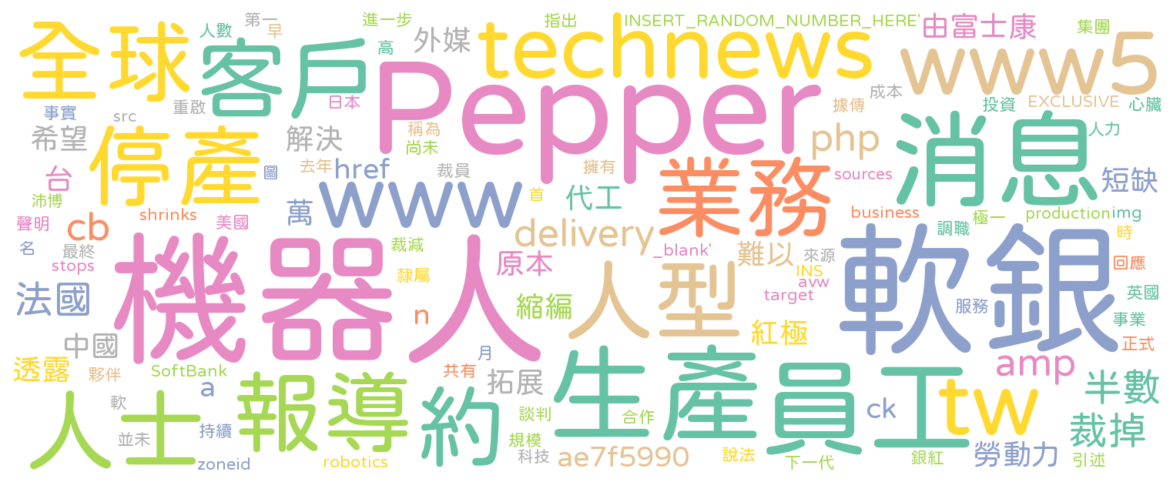 全球
客戶
Pepper
technews
www5
外媒
指出
INSERT_RANDOM_NUMBER_HERE'
由富士康
集團
人數
第一
早
進一步
高
日本
事實
src
重啟
希望
停產
解決
稱為
尚未
據傳
成本
投資
EXCLUSIVE
心臟
人力
php
消息
台
圖
去年
href
裁員
擁有
業務
sources
短缺
沛博
聲明
cb
shrinks
美國
萬
www
首
代工
delivery
business
調職
極一
production
img
時
名
最終
stops
機器人
裁減
隸屬
原本
_blank'
難以
來源
INS
avw
target
軟銀
服務
回應
英國
事業
正式
法國
中國
n
縮編
人型
紅極
透露
夥伴
SoftBank
a
月
共有
拓展
生產
員工
tw
amp
半數
人士
軟
並未
報導
持續
zoneid
robotics
約
談判
規模
科技
合作
ae7f5990
說法
下一代
ck
銀紅
勞動力
裁掉
引述